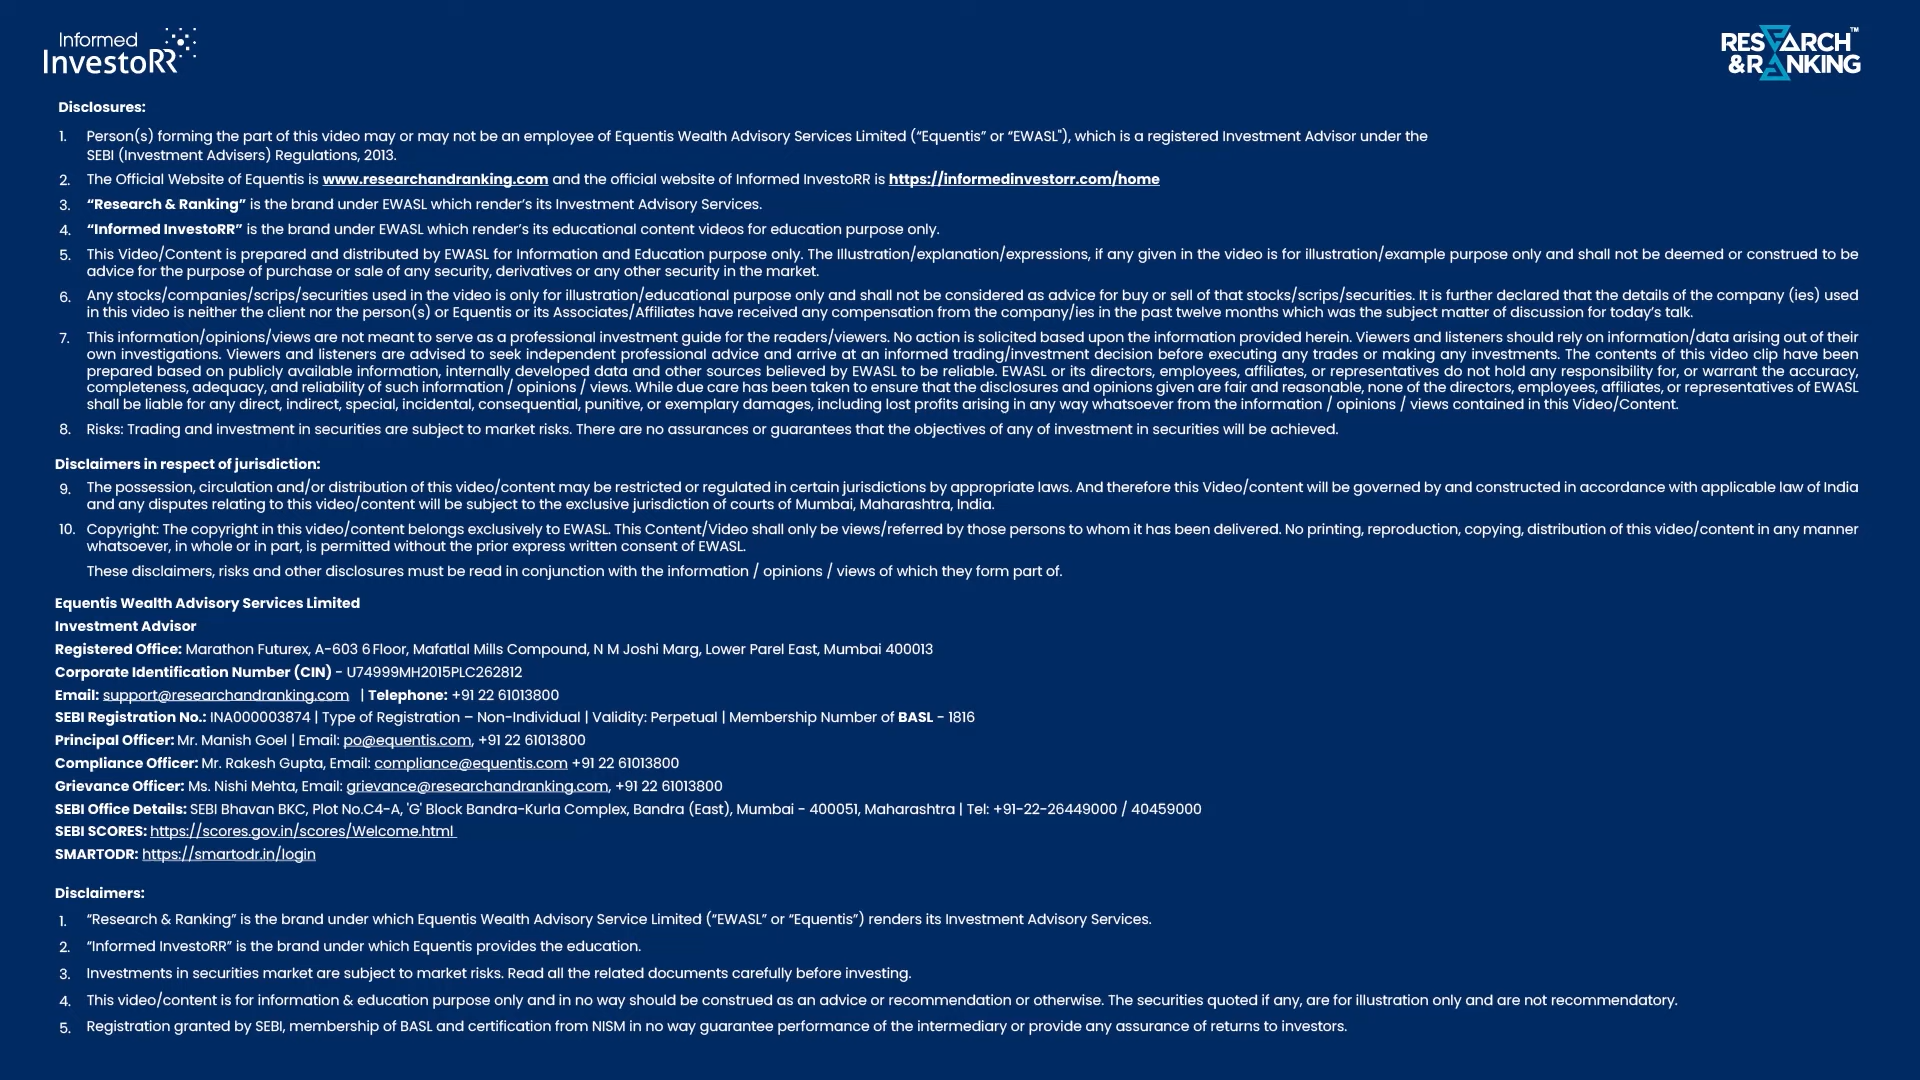 Informed
InvestoRR
RESEARCH™
&RANKING
Disclosures:
1. Person(s) forming the part of this video may or may not be an employee of Equentis Wealth Advisory Services Limited (“Equentis” or “EWASL"), which is a registered Investment Advisor under the
SEBI (Investment Advisers) Regulations, 2013.
2. The Official Website of Equentis is www.researchandranking.com and the official website of Informed InvestoRR is https://informedinvestorr.com/home
3. “Research & Ranking” is the brand under EWASL which render’s its Investment Advisory Services.
4. “Informed InvestoRR” is the brand under EWASL which render’s its educational content videos for education purpose only.
5. This Video/Content is prepared and distributed by EWASL for Information and Education purpose only. The Illustration/explanation/expressions, if any given in the video is for illustration/example purpose only and shall not be deemed or construed to be
advice for the purpose of purchase or sale of any security, derivatives or any other security in the market.
6. Any stocks/companies/scrips/securities used in the video is only for illustration/educational purpose only and shall not be considered as advice for buy or sell of that stocks/scrips/securities. It is further declared that the details of the company (ies) used
in this video is neither the client nor the person(s) or Equentis or its Associates/Affiliates have received any compensation from the company/ies in the past twelve months which was the subject matter of discussion for today’s talk.
7. This information/opinions/views are not meant to serve as a professional investment guide for the readers/viewers. No action is solicited based upon the information provided herein. Viewers and listeners should rely on information/data arising out of their
own investigations. Viewers and listeners are advised to seek independent professional advice and arrive at an informed trading/investment decision before executing any trades or making any investments. The contents of this video clip have been
prepared based on publicly available information, internally developed data and other sources believed by EWASL to be reliable. EWASL or its directors, employees, affiliates, or representatives do not hold any responsibility for, or warrant the accuracy,
completeness, adequacy, and reliability of such information / opinions / views. While due care has been taken to ensure that the disclosures and opinions given are fair and reasonable, none of the directors, employees, affiliates, or representatives of EWASL
shall be liable for any direct, indirect, special, incidental, consequential, punitive, or exemplary damages, including lost profits arising in any way whatsoever from the information / opinions / views contained in this Video/Content.
8. Risks: Trading and investment in securities are subject to market risks. There are no assurances or guarantees that the objectives of any of investment in securities will be achieved.
Disclaimers in respect of jurisdiction:
9. The possession, circulation and/or distribution of this video/content may be restricted or regulated in certain jurisdictions by appropriate laws. And therefore this Video/content will be governed by and constructed in accordance with applicable law of India
and any disputes relating to this video/content will be subject to the exclusive jurisdiction of courts of Mumbai, Maharashtra, India.
10. Copyright: The copyright in this video/content belongs exclusively to EWASL. This Content/Video shall only be views/referred by those persons to whom it has been delivered. No printing, reproduction, copying, distribution of this video/content in any manner
whatsoever, in whole or in part, is permitted without the prior express written consent of EWASL.
These disclaimers, risks and other disclosures must be read in conjunction with the information / opinions / views of which they form part of.
Equentis Wealth Advisory Services Limited
Investment Advisor
Registered Office: Marathon Futurex, A-603 6 Floor, Mafatlal Mills Compound, N M Joshi Marg, Lower Parel East, Mumbai 400013
Corporate Identification Number (CIN) - U74999MH2015PLC262812
Email: support@researchandranking.com | Telephone: +91 22 61013800
SEBI Registration No.: INA000003874 | Type of Registration – Non-Individual | Validity: Perpetual | Membership Number of BASL - 1816
Principal Officer: Mr. Manish Goel | Email: po@equentis.com, +91 22 61013800
Compliance Officer: Mr. Rakesh Gupta, Email: compliance@equentis.com +91 22 61013800
Grievance Officer: Ms. Nishi Mehta, Email: grievance@researchandranking.com, +91 22 61013800
SEBI Office Details: SEBI Bhavan BKC, Plot No.C4-A, 'G' Block Bandra-Kurla Complex, Bandra (East), Mumbai - 400051, Maharashtra | Tel: +91-22-26449000 / 40459000
SEBI SCORES: https://scores.gov.in/scores/Welcome.html
SMARTODR: https://smartodr.in/login
Disclaimers:
1. “Research & Ranking” is the brand under which Equentis Wealth Advisory Service Limited (“EWASL” or “Equentis”) renders its Investment Advisory Services.
2. “Informed InvestoRR” is the brand under which Equentis provides the education.
3. Investments in securities market are subject to market risks. Read all the related documents carefully before investing.
4. This video/content is for information & education purpose only and in no way should be construed as an advice or recommendation or otherwise. The securities quoted if any, are for illustration only and are not recommendatory.
5. Registration granted by SEBI, membership of BASL and certification from NISM in no way guarantee performance of the intermediary or provide any assurance of returns to investors.